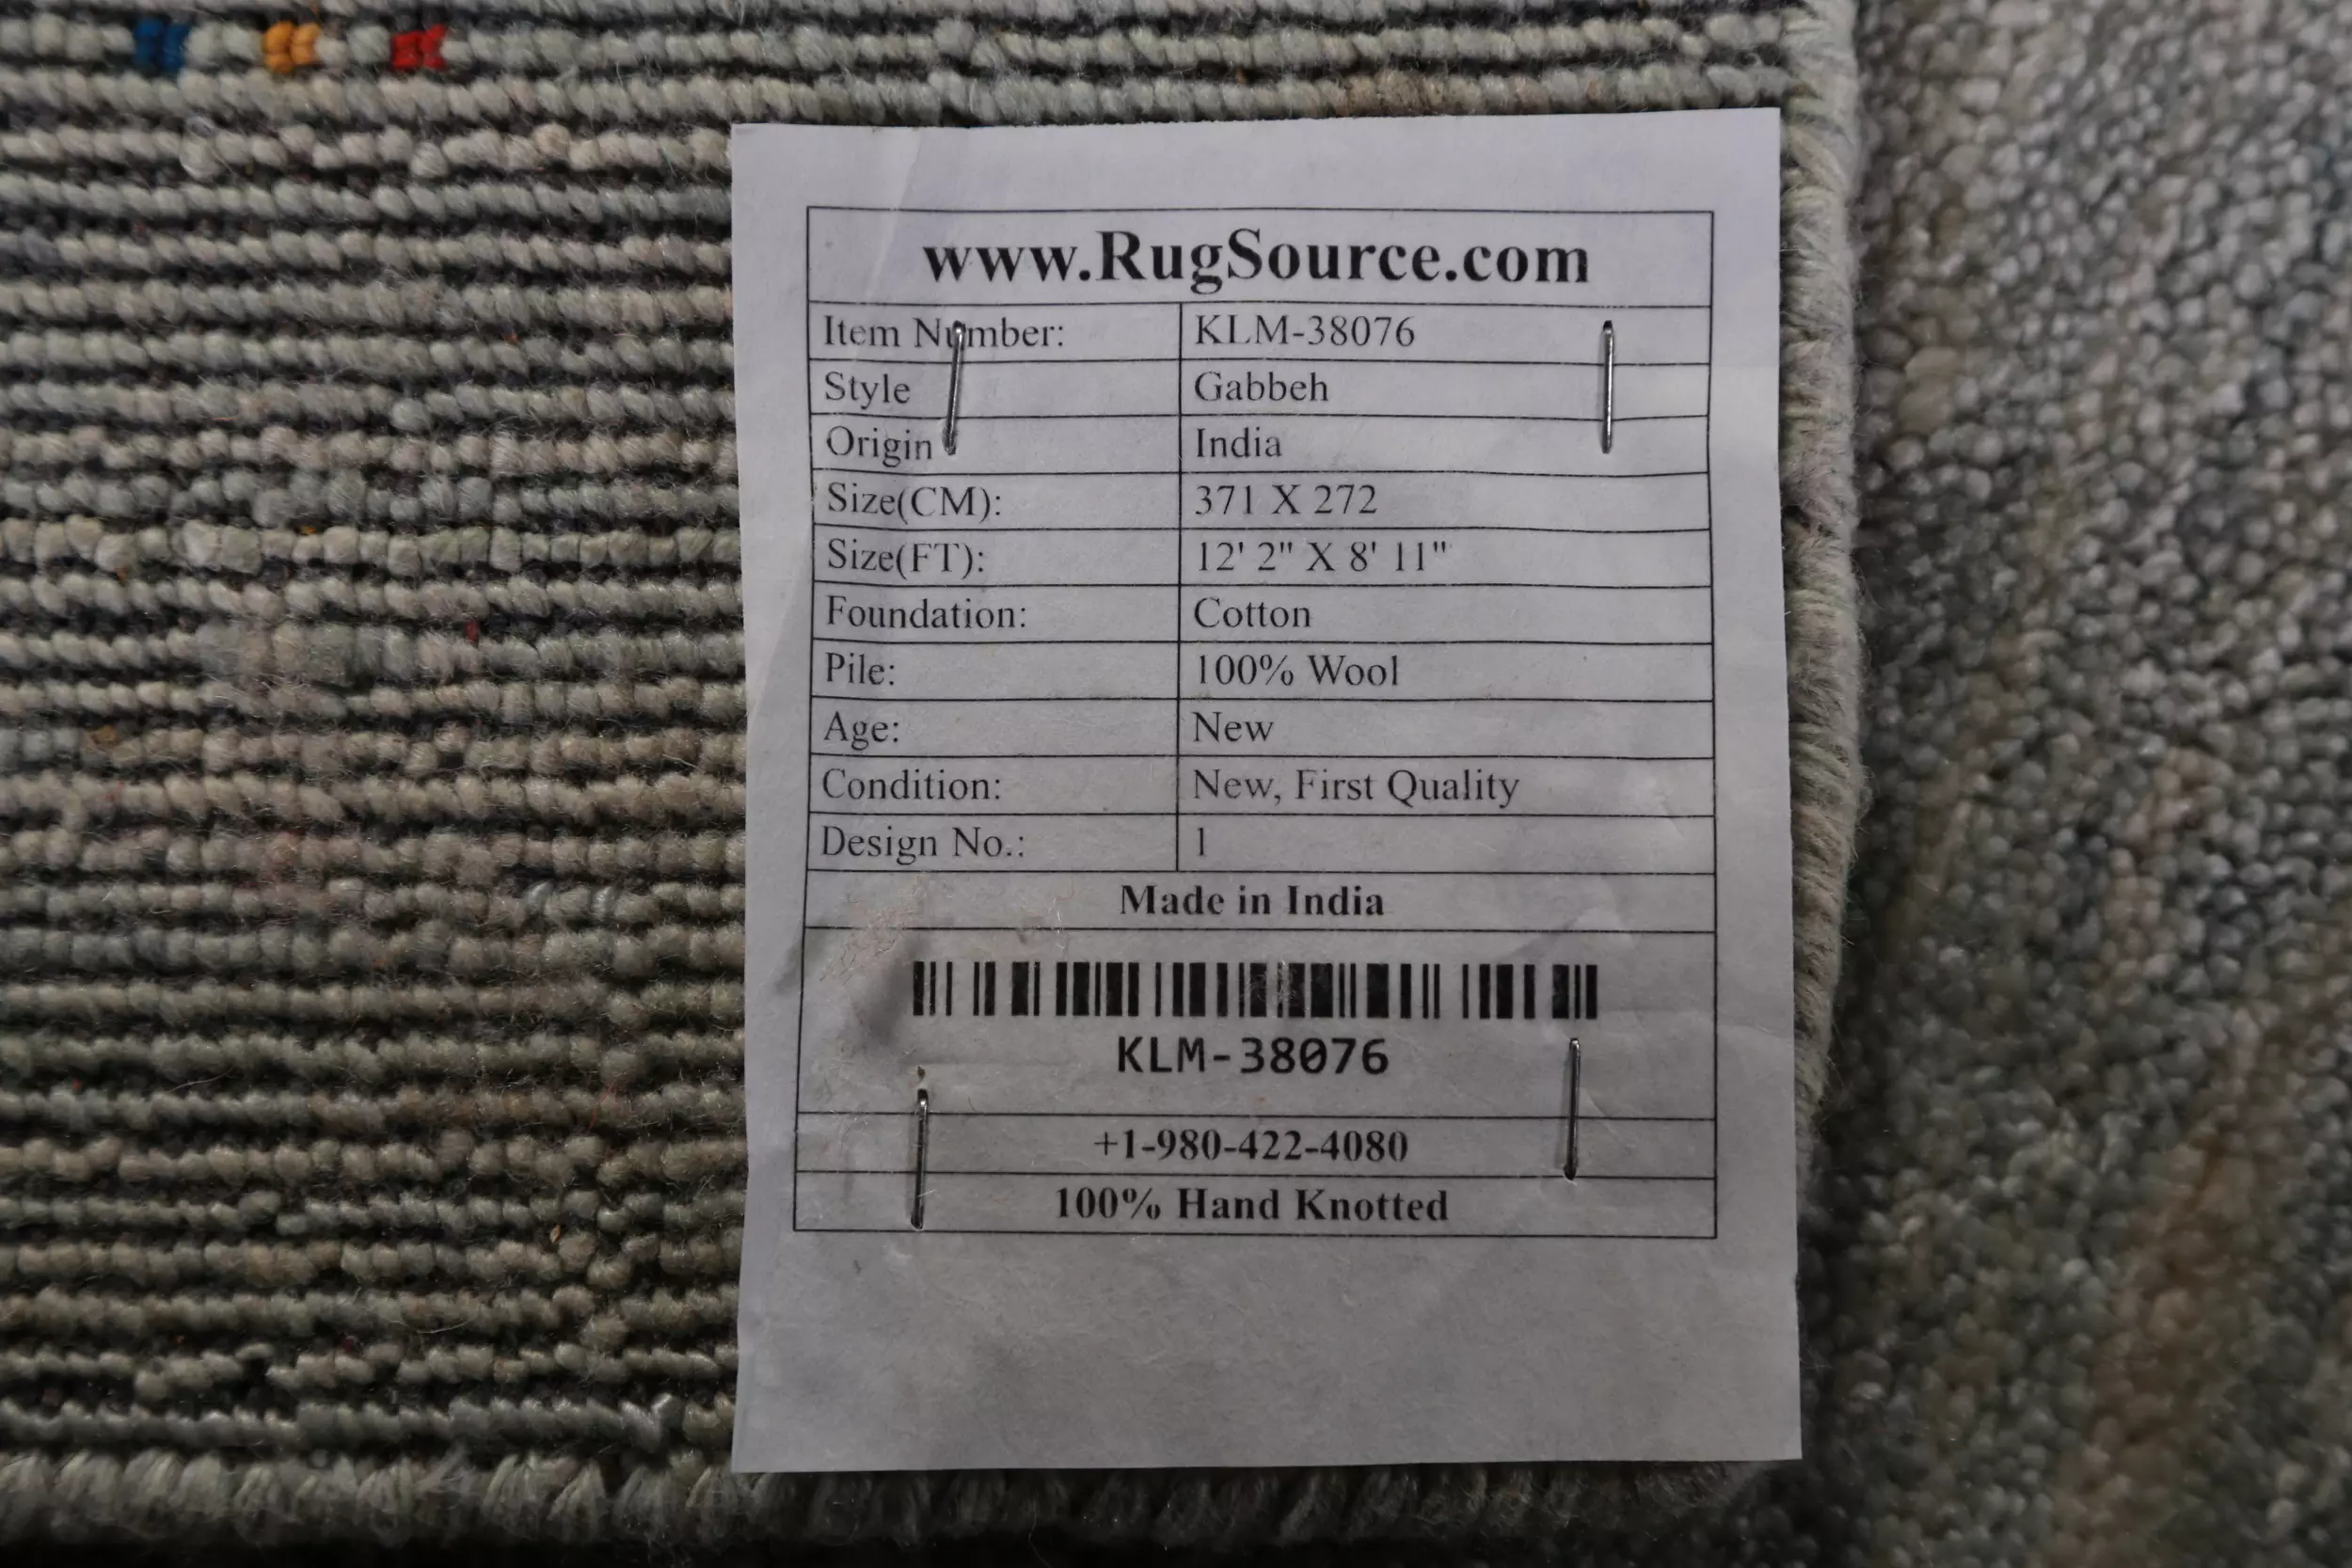 www.RugSource.com
Item Number: KLM-38076
Style Gabbeh
Origin India
Size(CM): 371 X 272
Size(FT): 12' 2" X 8' 11"
Foundation: Cotton
Pile: 100% Wool
Age: New
Condition: New, First Quality
Design No.: 1
Made in India
KLM-38076
+1-980-422-4080
100% Hand Knotted